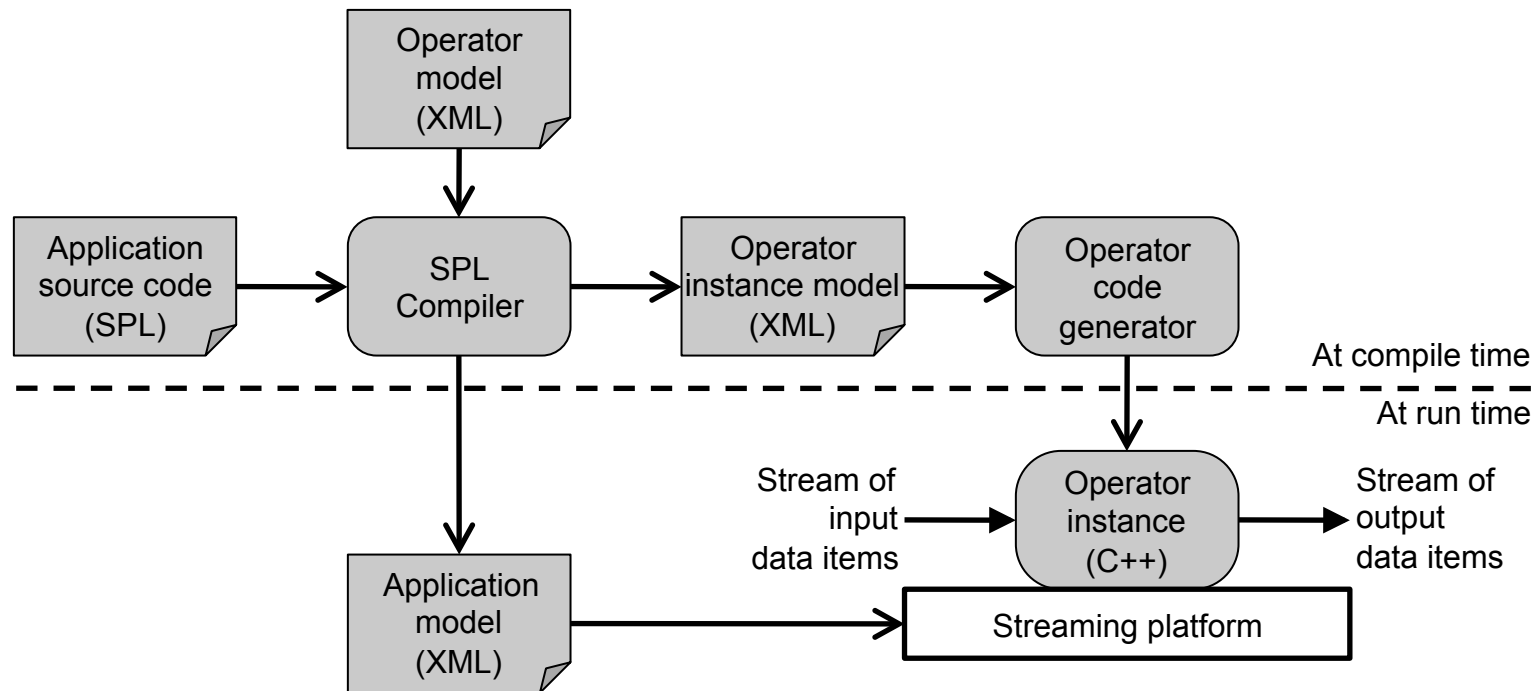 Operator
model
(XML)
Application
source code
(SPL)
SPL
Compiler
Operator
instance model
(XML)
Operator
code
generator
At compile time
At run time
Stream of
input
data items
Operator
instance
(C++)
Stream of
output
data items
Application
model
(XML)
Streaming platform